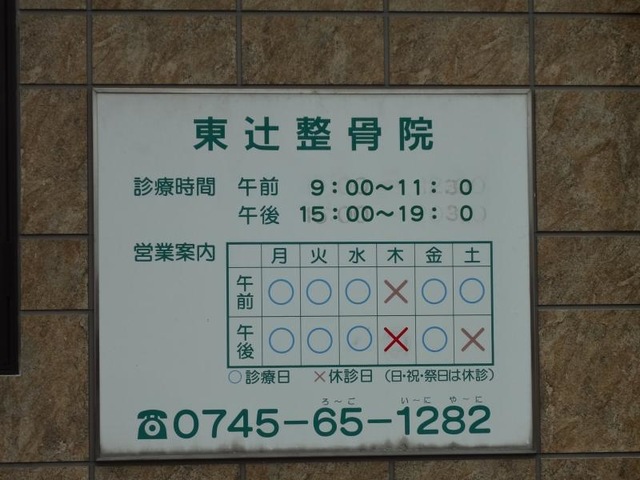 東辻整骨院
診療時間 午前 9:00～11: 0
午後 15:00～19: 0
営業案内
月 火 水 木 金 土
午前 ○ ○ ○ × ○ ○
午後 ○ ○ ○ × ○ ×
○診療日 ×休診日 (日・祝・祭日は休診)
ろ～ご い～に や～に
☎0745-65-1282